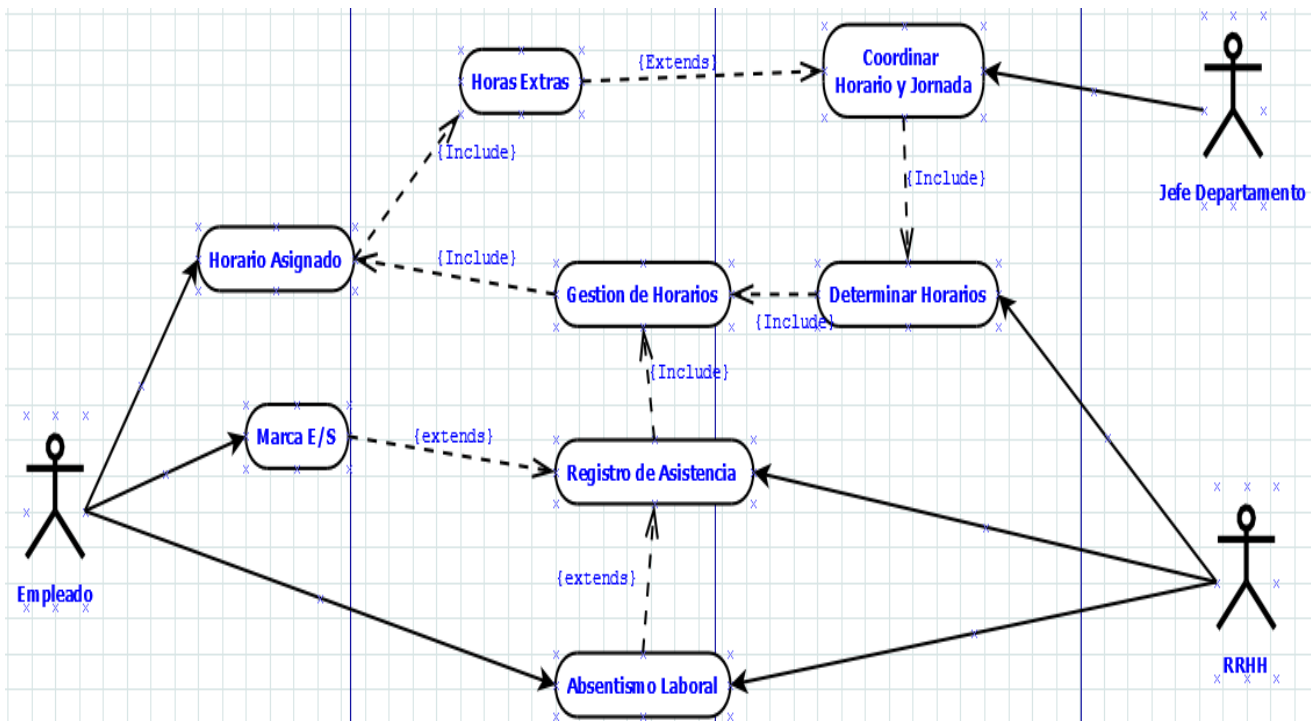 Coordinar
Horario y Jornada
{Extends}
Horas Extras
{Include}
{Include}
Jefe Departamento
Horario Asignado
{Include}
Gestion de Horarios
Determinar Horarios
{Include}
{Include}
Marca E/S
{extends}
Registro de Asistencia
{extends}
Empleado
RRHH
Absentismo Laboral